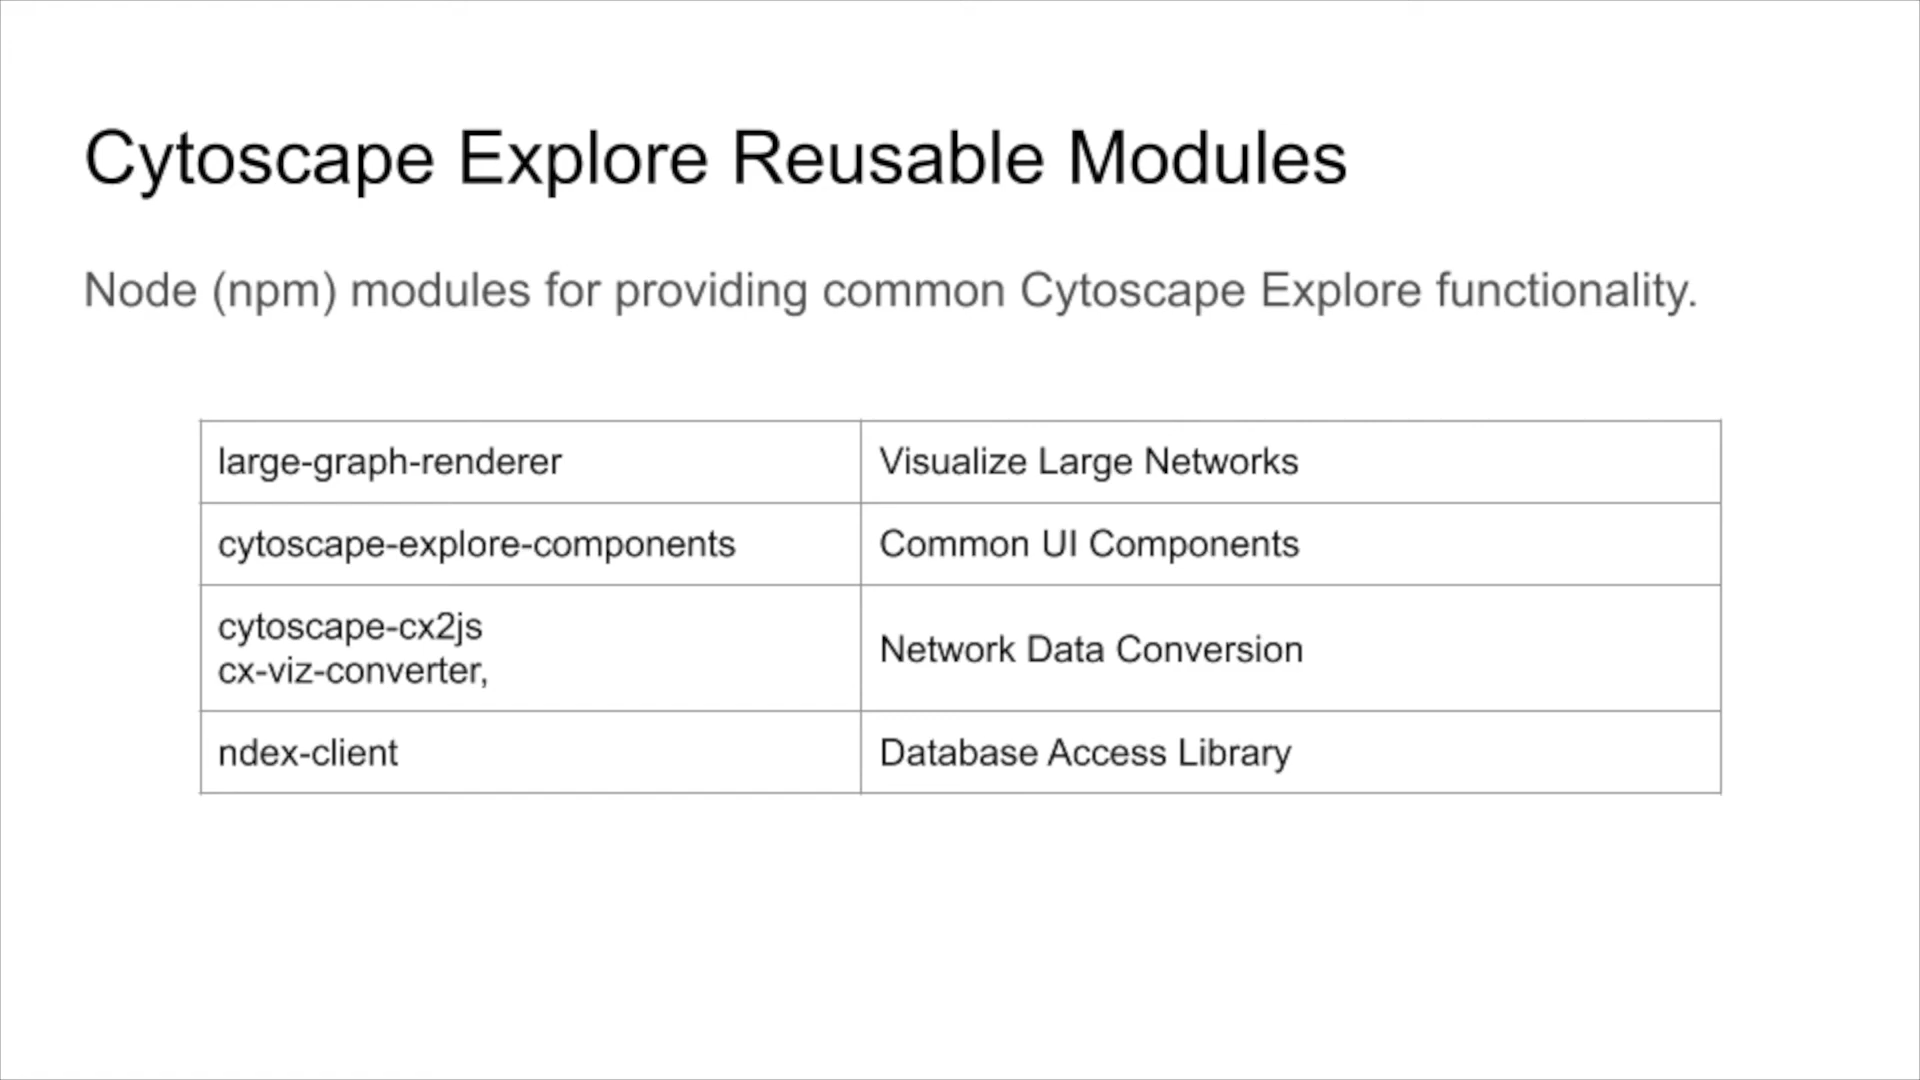 Cytoscape Explore Reusable Modules
Node (npm) modules for providing common Cytoscape Explore functionality.
large-graph-renderer
Visualize Large Networks
cytoscape-explore-components
Common UI Components
cytoscape-cx2js
cx-viz-converter,
Network Data Conversion
ndex-client
Database Access Library